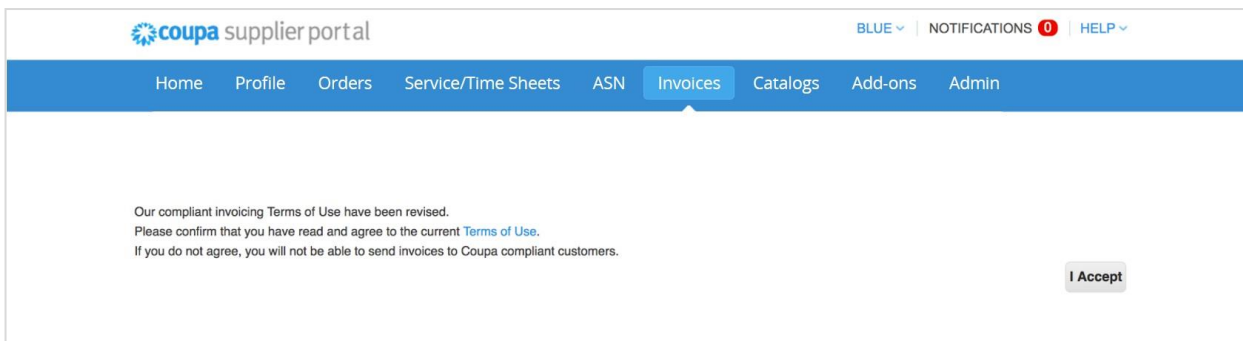 coupa supplier portal
BLUE NOTIFICATIONS 0 HELP
Home Profile Orders Service/Time Sheets ASN Invoices Catalogs Add-ons Admin
Our compliant invoicing Terms of Use have been revised.
Please confirm that you have read and agree to the current Terms of Use.
If you do not agree, you will not be able to send invoices to Coupa compliant customers.
I Accept